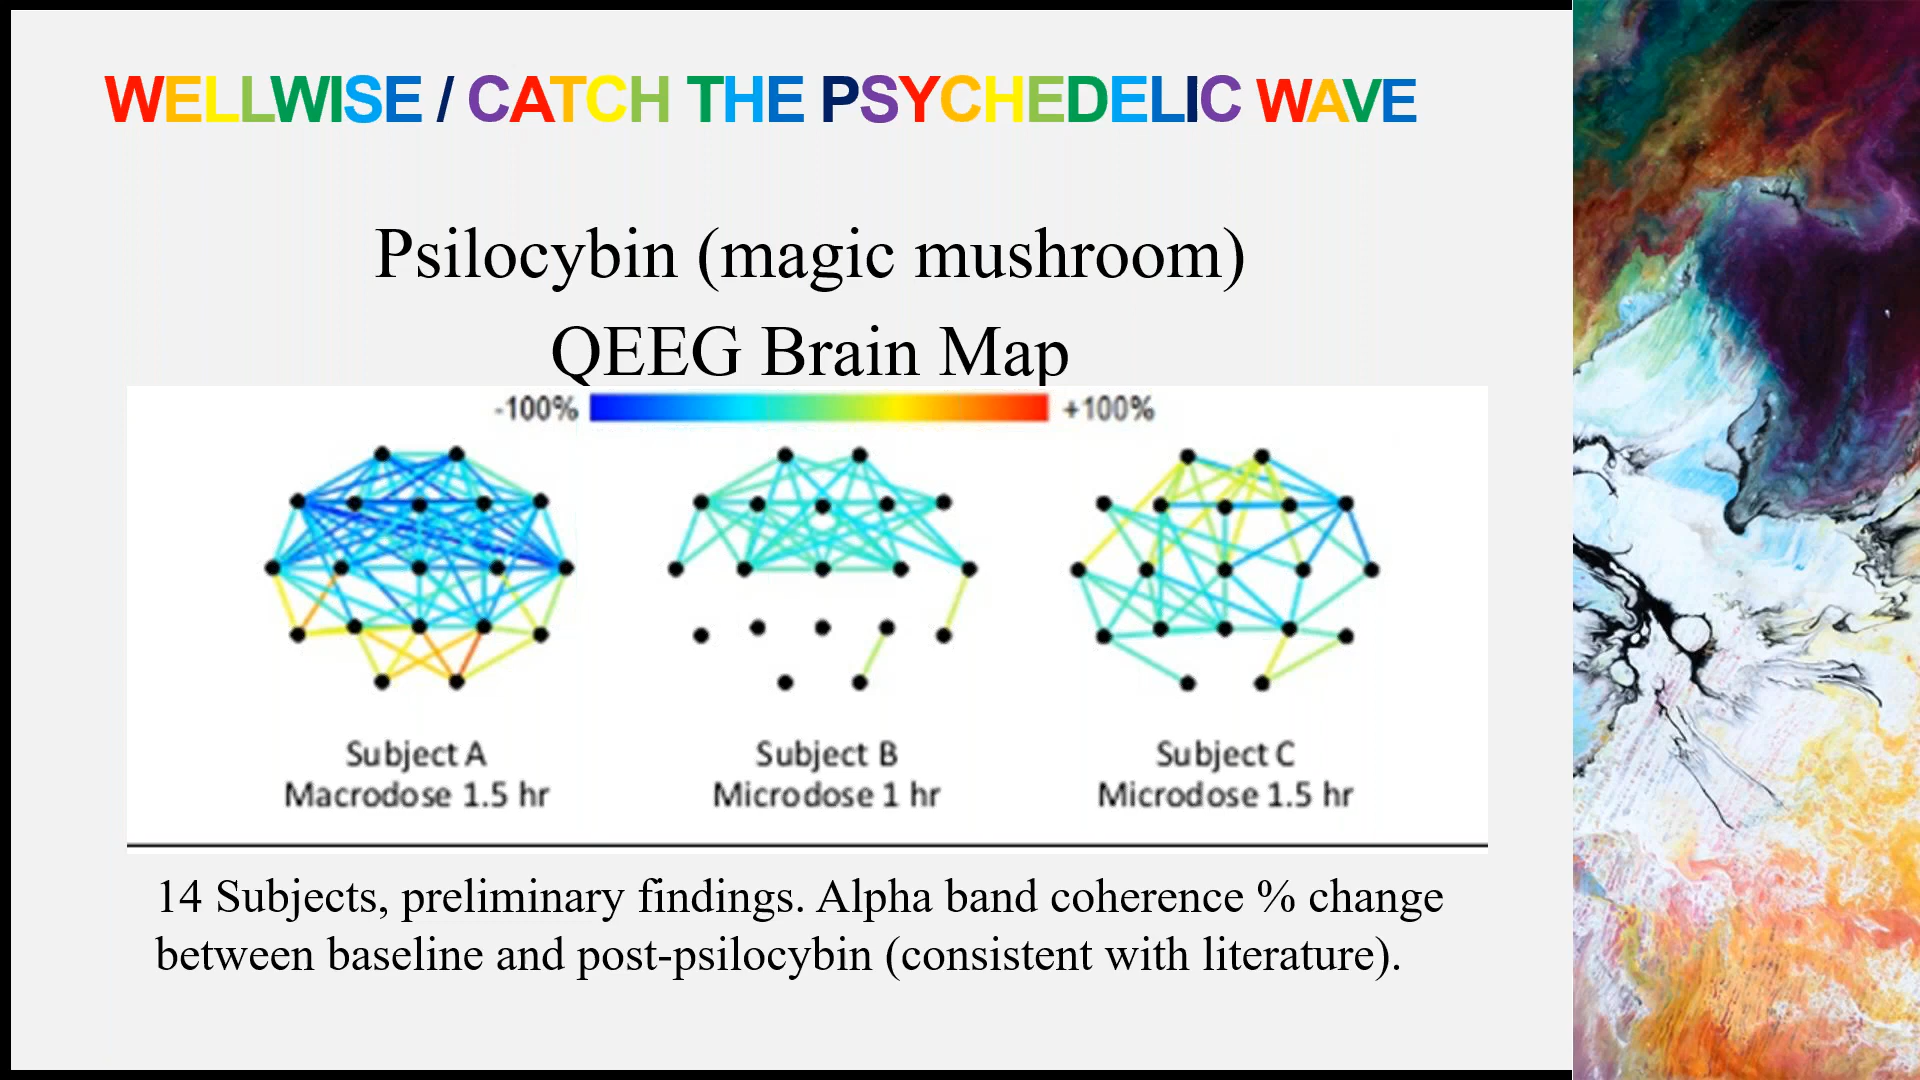 WELLWISE / CATCH THE PSYCHEDELIC WAVE
Psilocybin (magic mushroom)
QEEG Brain Map
-100% +100%
Subject A
Macrodose 1.5 hr
Subject B
Microdose 1 hr
Subject C
Microdose 1.5 hr
14 Subjects, preliminary findings. Alpha band coherence % change
between baseline and post-psilocybin (consistent with literature).